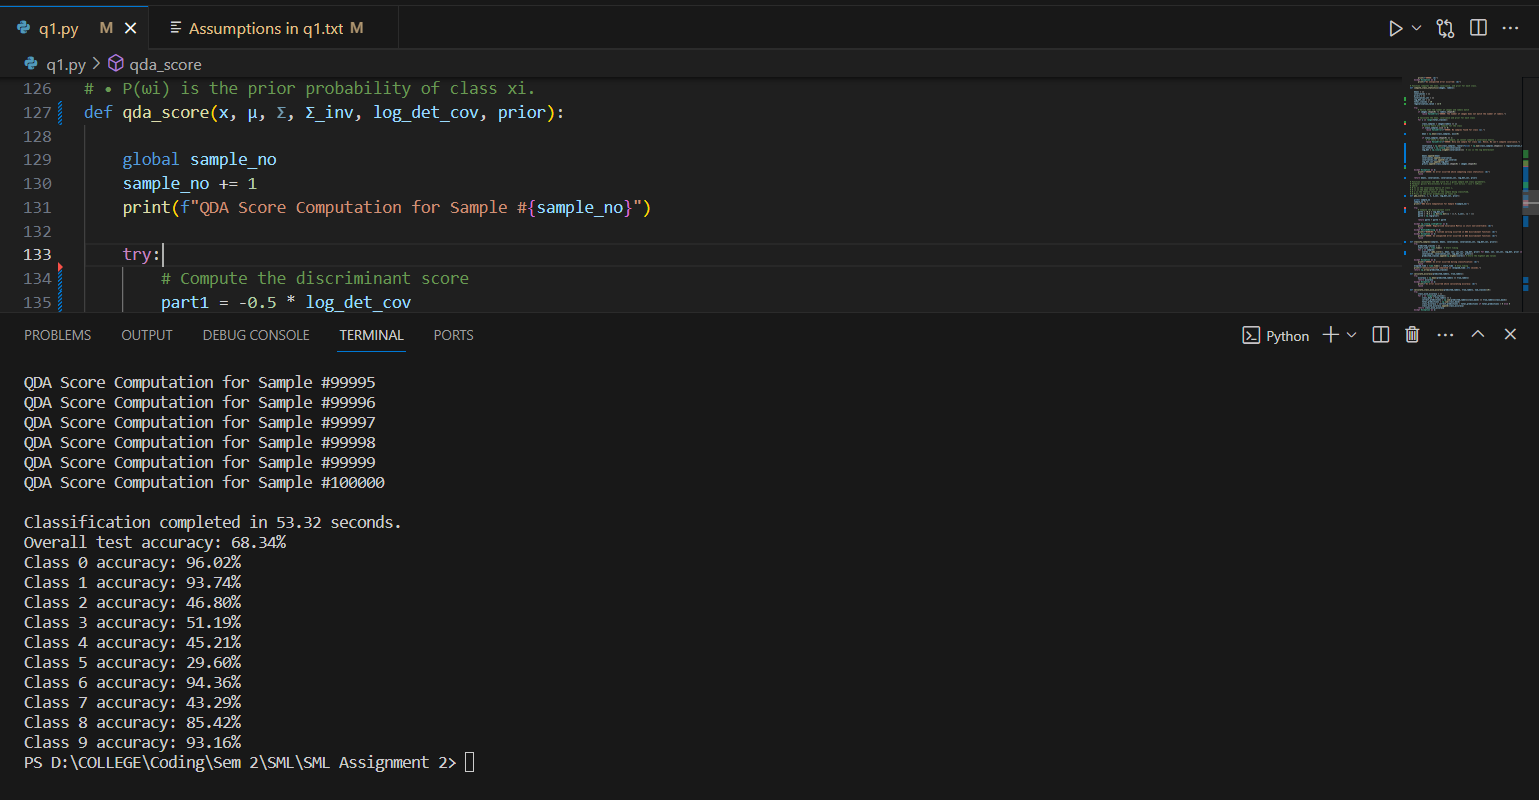 q1.py M
Assumptions in q1.txt M
q1.py > qda_score
126 # • P(ωi) is the prior probability of class xi.
127 def qda_score(x, μ, Σ, Σ_inv, log_det_cov, prior):
128
129 global sample_no
130 sample_no += 1
131 print(f"QDA Score Computation for Sample #{sample_no}")
132
133 try:
134 # Compute the discriminant score
135 part1 = -0.5 * log_det_cov
PROBLEMS OUTPUT DEBUG CONSOLE TERMINAL PORTS
Python
QDA Score Computation for Sample #99995
QDA Score Computation for Sample #99996
QDA Score Computation for Sample #99997
QDA Score Computation for Sample #99998
QDA Score Computation for Sample #99999
QDA Score Computation for Sample #100000
Classification completed in 53.32 seconds.
Overall test accuracy: 68.34%
Class 0 accuracy: 96.02%
Class 1 accuracy: 93.74%
Class 2 accuracy: 46.80%
Class 3 accuracy: 51.19%
Class 4 accuracy: 45.21%
Class 5 accuracy: 29.60%
Class 6 accuracy: 94.36%
Class 7 accuracy: 43.29%
Class 8 accuracy: 85.42%
Class 9 accuracy: 93.16%
PS D:\COLLEGE\Coding\Sem 2\SML\SML Assignment 2>